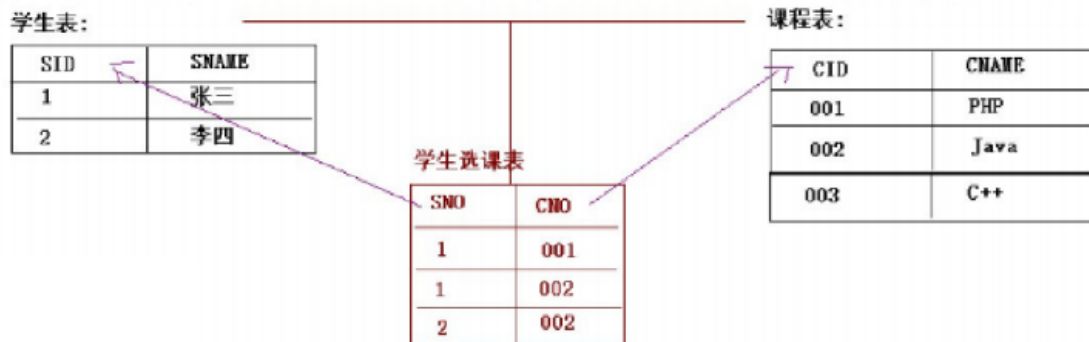 学生表:
SID SNAME
1 张三
2 李四
课程表:
CID CNAME
001 PHP
002 Java
003 C++
学生选课表
SNO CNO
1 001
1 002
2 002